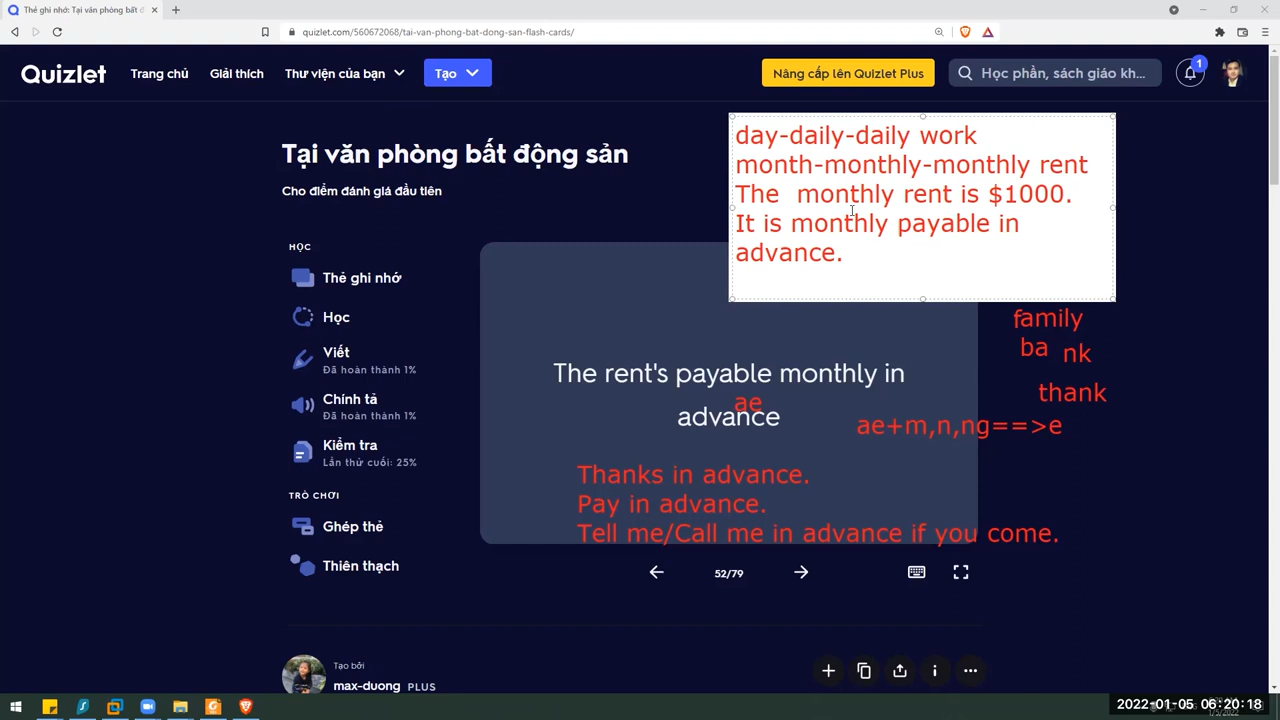 Thẻ ghi nhớ: Tại văn phòng bất đ
quizlet.com/560672068/tai-van-phong-bat-dong-san-flash-cards/
Quizlet
Trang chủ
Giải thích
Thư viện của bạn
Tạo
Nâng cấp lên Quizlet Plus
Học phần, sách giáo kh...
1
Tại văn phòng bất động sản
Cho điểm đánh giá đầu tiên
day-daily-daily work
month-monthly-monthly rent
The monthly rent is $1000.
It is monthly payable in
advance.
HỌC
Thẻ ghi nhớ
Học
Viết
Đã hoàn thành 1%
Chính tả
Đã hoàn thành 1%
Kiểm tra
Lần thứ cuối: 25%
TRÒ CHƠI
Ghép thẻ
Thiên thạch
The rent's payable monthly in
ae
advance
family
ba nk
thank
ae+m,n,ng==>e
Thanks in advance.
Pay in advance.
Tell me/Call me in advance if you come.
52/79
Tạo bởi
max-duong PLUS
2022-01-05 06:20:18